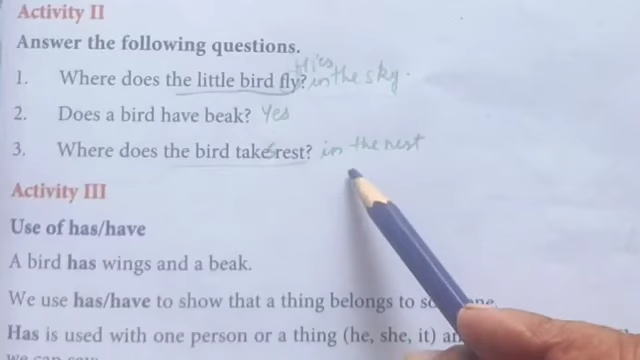 Activity II
Answer the following questions.
1. Where does the little bird fly? flies in the sky.
2. Does a bird have beak? Yes
3. Where does the bird take rest? in the nest
Activity III
Use of has/have
A bird has wings and a beak.
We use has/have to show that a thing belongs to
Has is used with one person or a thing (he, she, it)
We can say